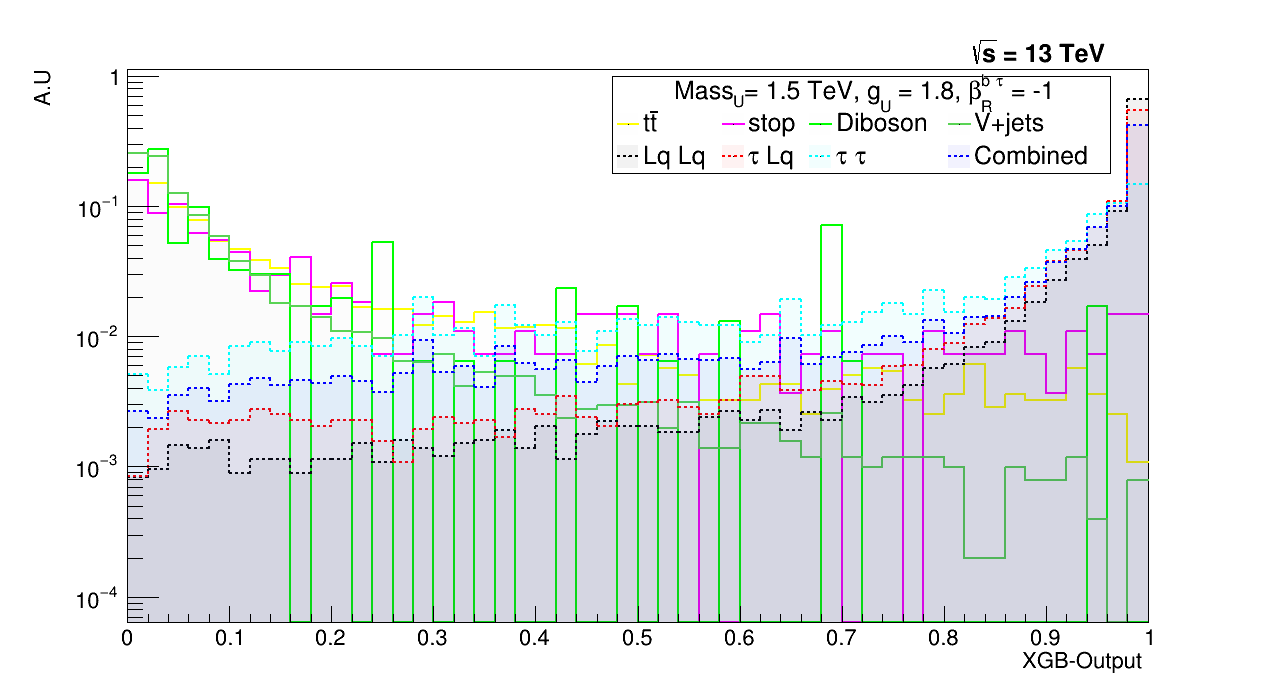 √s = 13 TeV
A.U
Mass_U= 1.5 TeV, g_U = 1.8, β_R^{b τ} = -1
tt̄ stop Diboson V+jets
Lq Lq τ Lq τ τ Combined
1
10⁻¹
10⁻²
10⁻³
10⁻⁴
0 0.1 0.2 0.3 0.4 0.5 0.6 0.7 0.8 0.9 1
XGB-Output